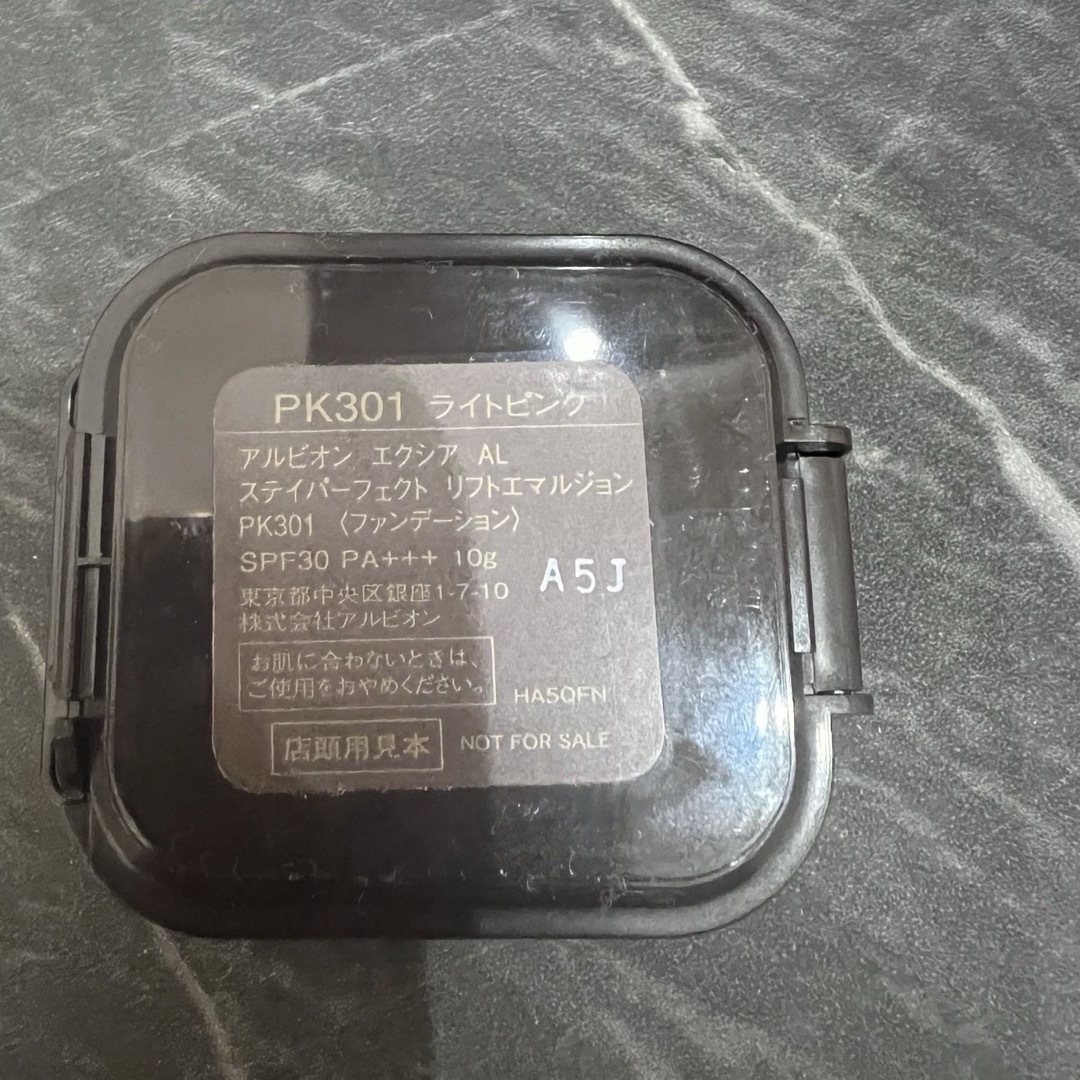 PK301 ライトピンク
アルビオン エクシア AL
ステイパーフェクト リフトエマルジョン
PK301 〈ファンデーション〉
SPF30 PA+++ 10g
A5J
東京都中央区銀座1-7-10
株式会社アルビオン
お肌に合わないときは、
ご使用をおやめください。
HA5QFN
店頭用見本 NOT FOR SALE